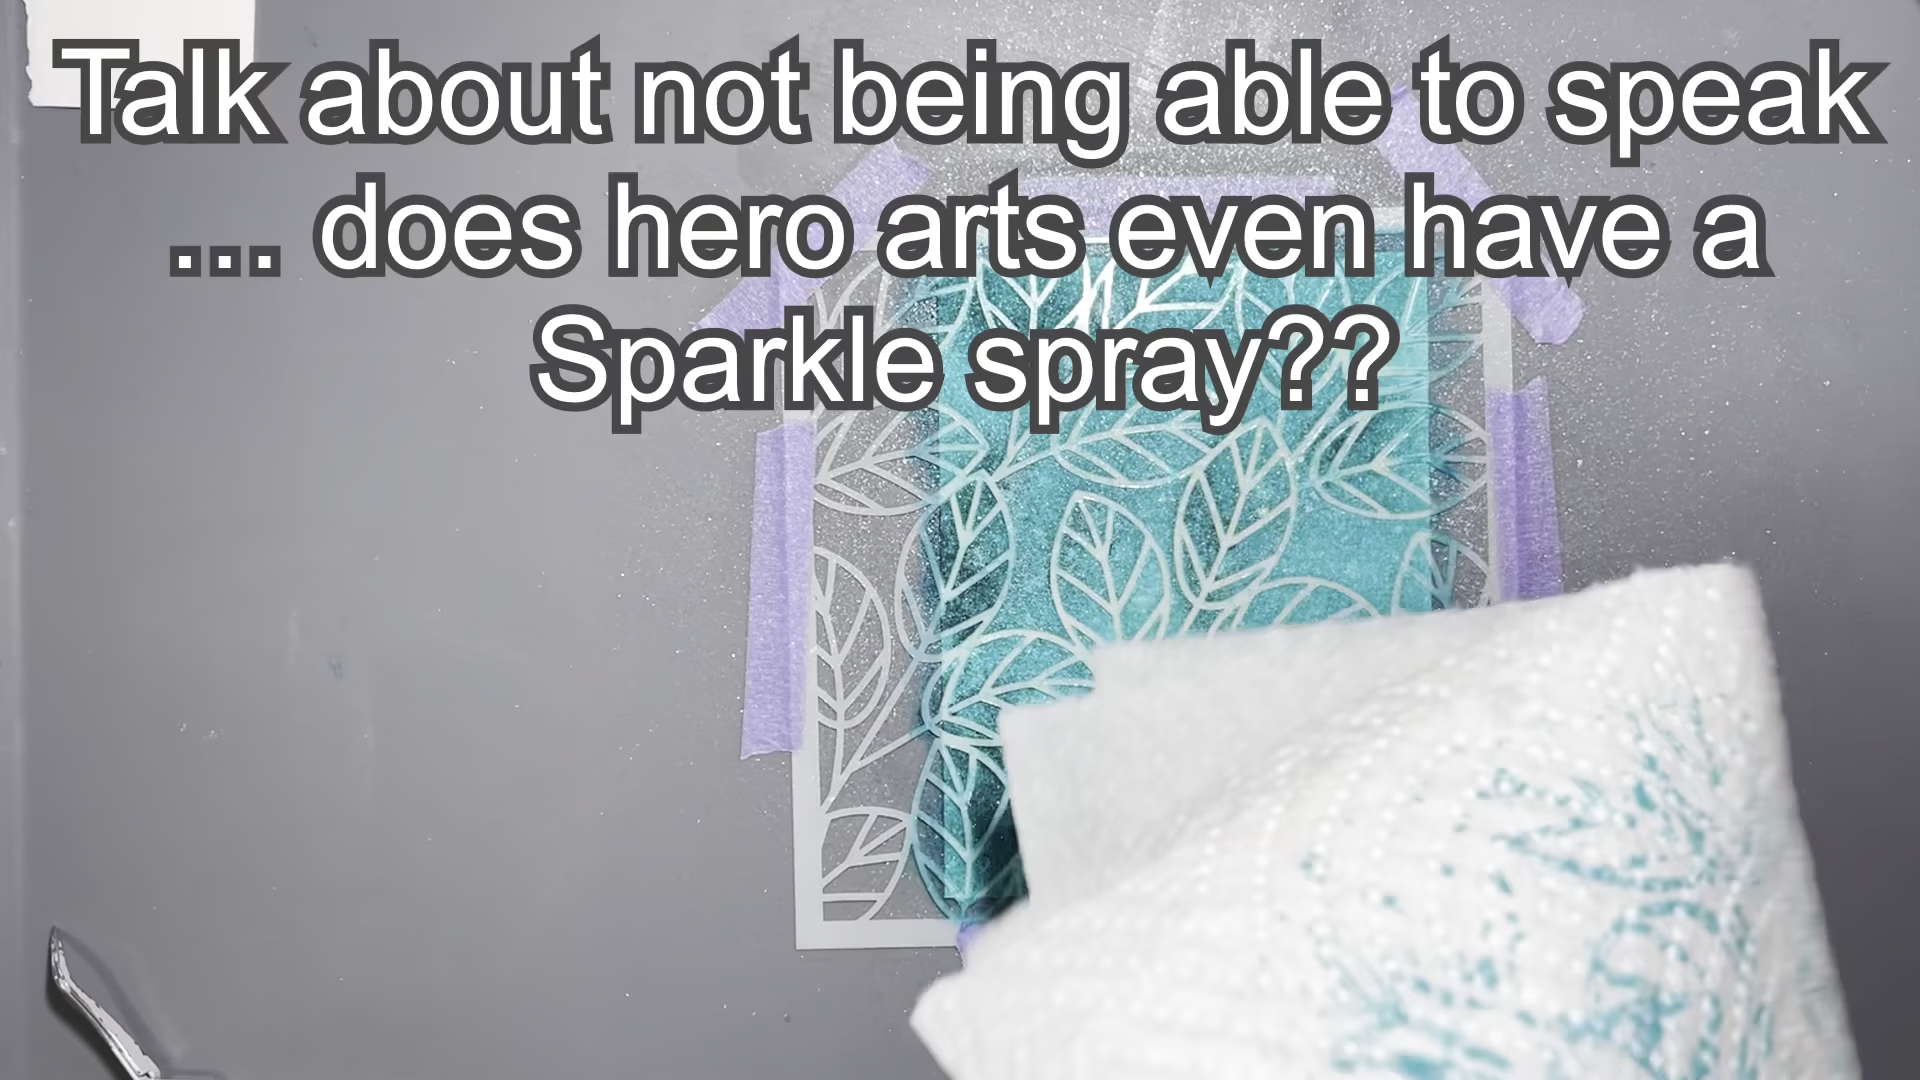 Talk about not being able to speak
... does hero arts even have a
Sparkle spray??